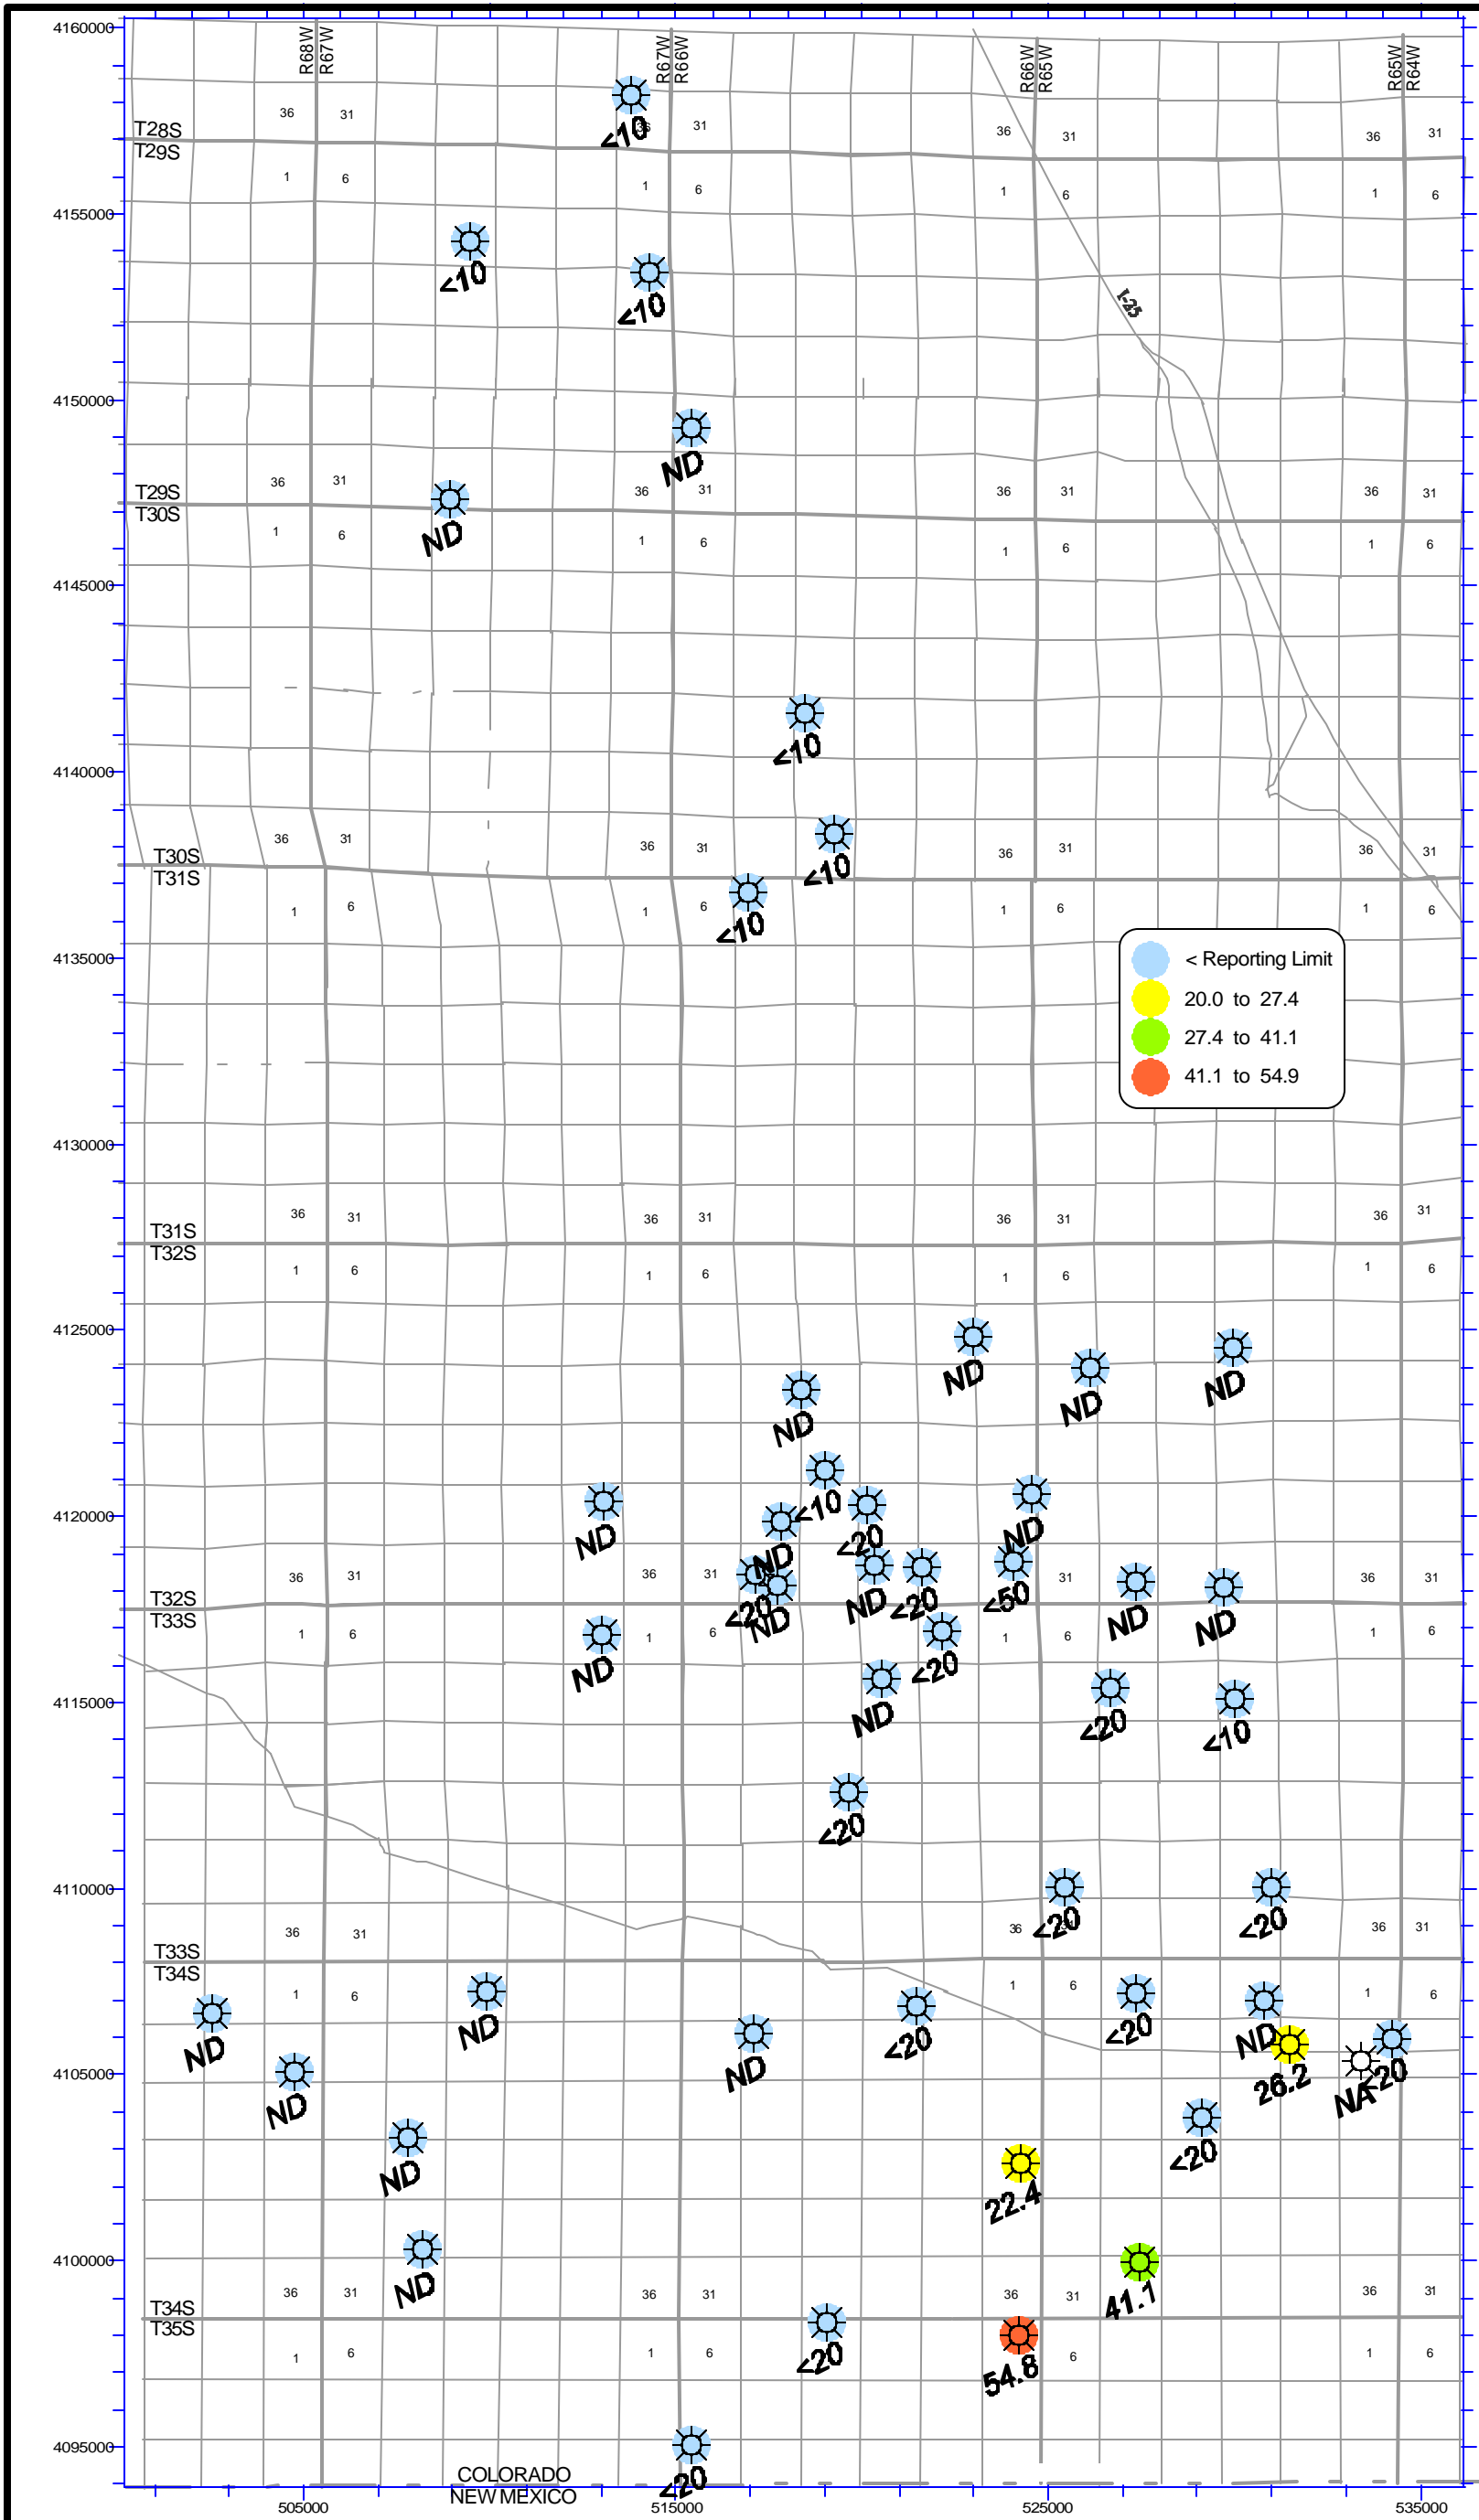 4160000
R68W
R67W
R67W
R66W
R66W
R65W
R65W
R64W
<10
36 31 36 31 36 31 36 31
T28S
T29S
1 6 1 6 1 6 1 6
4155000
<10
<10
I-25
4150000
ND
36 31 36 31 36 31 36 31
T29S
T30S
ND
1 6 1 6 1 6 1 6
4145000
<10
4140000
<10
36 31 36 31 36 31 36 31
T30S
T31S
<10
1 6 1 6 1 6 1 6
4135000
< Reporting Limit
20.0 to 27.4
27.4 to 41.1
41.1 to 54.9
4130000
36 31 36 31 36 31 36 31
T31S
T32S
1 6 1 6 1 6 1 6
4125000
ND
ND
ND
ND
<10
4120000
ND
<20
ND
ND
36 31 36 31 31 36 31
<20
ND
ND
<20
<50
ND
ND
T32S
T33S
1 6 1 6 1 6 1 6
ND
<20
4115000
ND
<20
<10
<20
4110000
<20
<20
36 31 36 36 31
T33S
T34S
1 6 1 6 1 6
ND
ND
ND
<20
<20
ND
26.2
NA
<20
4105000
ND
ND
<20
22.4
4100000
ND
41.1
36 31 36 31 36 31 36 31
T34S
T35S
<20
54.8
1 6 1 6 6 1 6
4095000
<20
COLORADO
NEW MEXICO
505000 515000 525000 535000